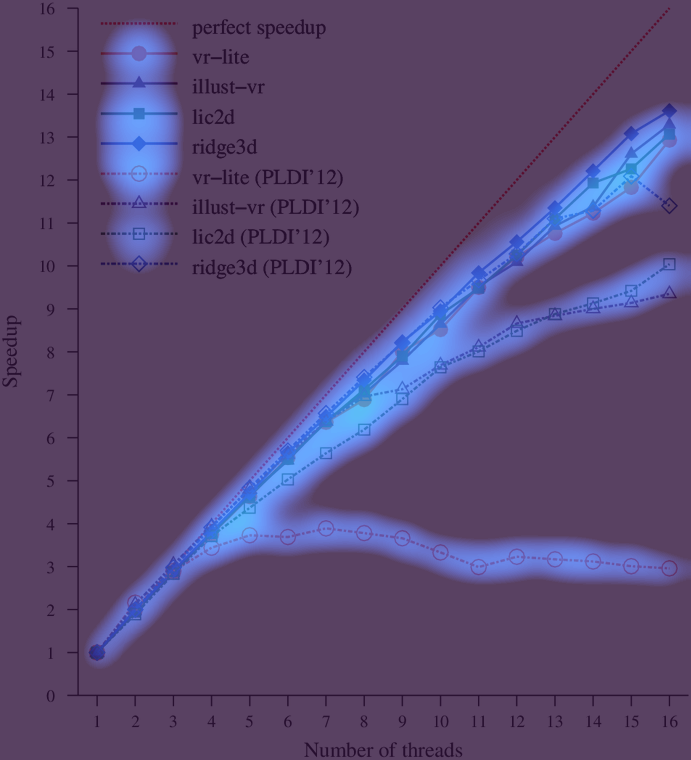 perfect speedup
vr−lite
illust−vr
lic2d
ridge3d
vr−lite (PLDI'12)
illust−vr (PLDI'12)
lic2d (PLDI'12)
ridge3d (PLDI'12)
Speedup
16
15
14
13
12
11
10
9
8
7
6
5
4
3
2
1
0
1 2 3 4 5 6 7 8 9 10 11 12 13 14 15 16
Number of threads